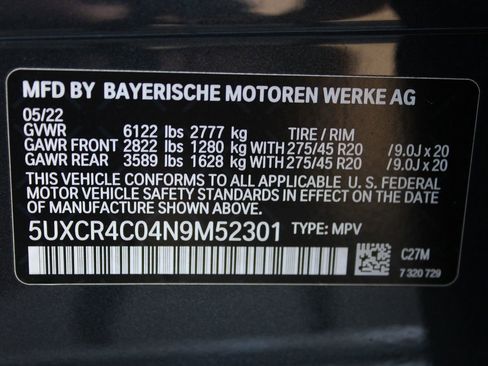 MFD BY BAYERISCHE MOTOREN WERKE AG
05/22
GVWR 6122 lbs 2777 kg TIRE / RIM
GAWR FRONT 2822 lbs 1280 kg WITH 275/45 R20 /9.0J x 20
GAWR REAR 3589 lbs 1628 kg WITH 275/45 R20 /9.0J x 20
THIS VEHICLE CONFORMS TO ALL APPLICABLE U. S. FEDERAL
MOTOR VEHICLE SAFETY STANDARDS IN EFFECT ON THE DATE
OF MANUFACTURE SHOWN ABOVE.
5UXCR4C04N9M52301 TYPE: MPV
C27M
7 320 729